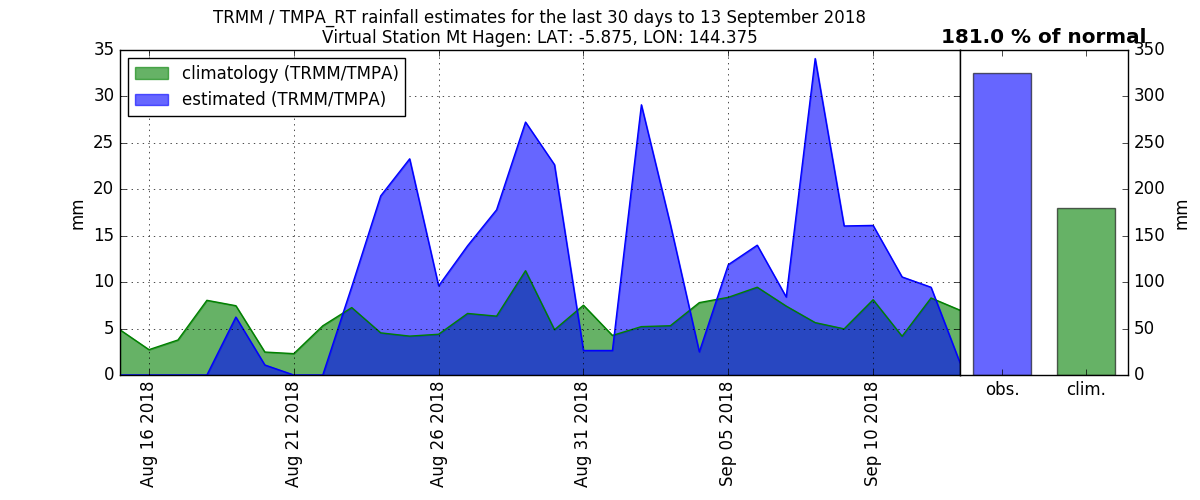 TRMM / TMPA_RT rainfall estimates for the last 30 days to 13 September 2018
Virtual Station Mt Hagen: LAT: -5.875, LON: 144.375
181.0 % of normal
climatology (TRMM/TMPA)
estimated (TRMM/TMPA)
35
30
25
20
15
10
5
0
mm
Aug 16 2018
Aug 21 2018
Aug 26 2018
Aug 31 2018
Sep 05 2018
Sep 10 2018
obs.
clim.
350
300
250
200
150
100
50
0
mm